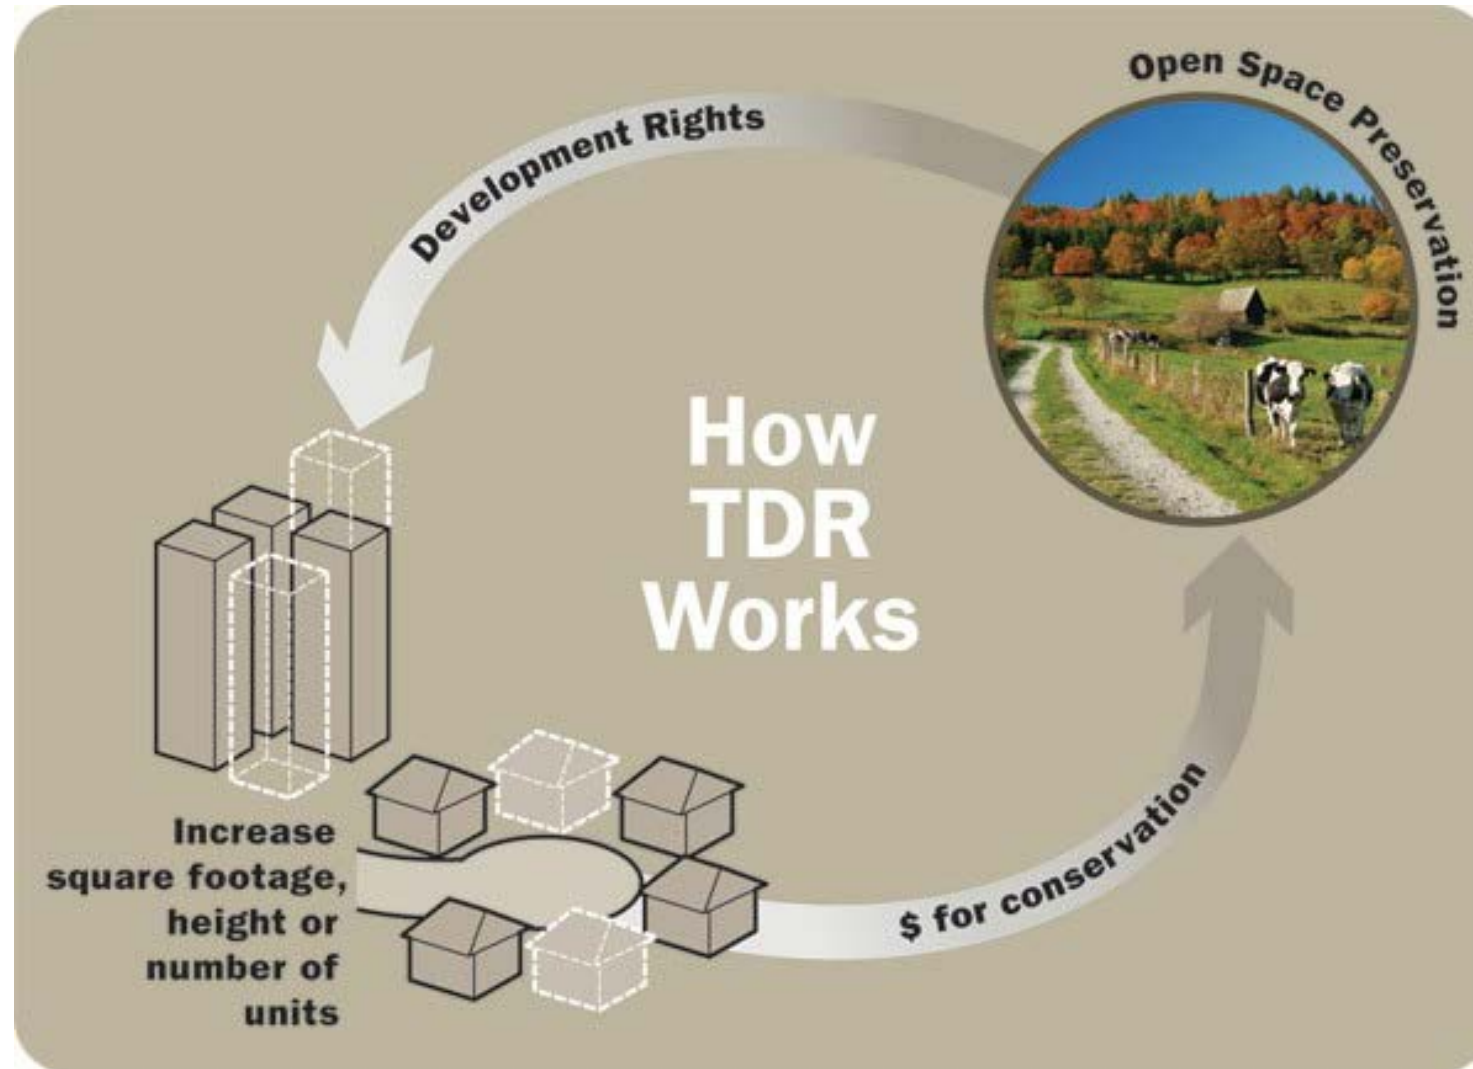 Open Space Preservation
Development Rights
How
TDR
Works
Increase
square footage,
height or
number of
units
$ for conservation